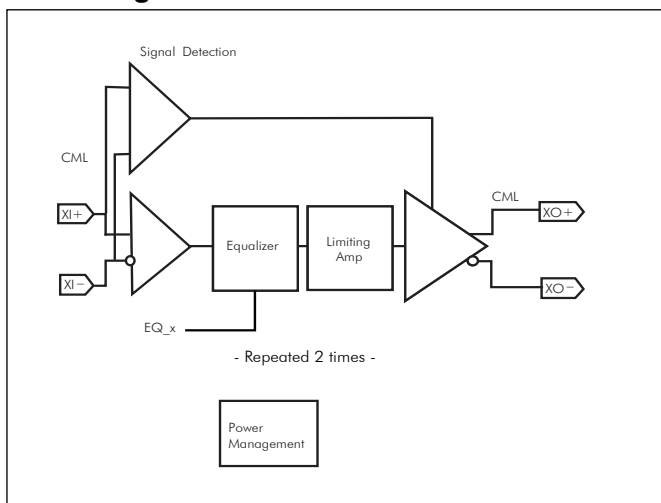 Signal Detection
CML
CML
XI+
XO+
Equalizer
Limiting
Amp
XI−
XO−
EQ_x
- Repeated 2 times -
Power
Management